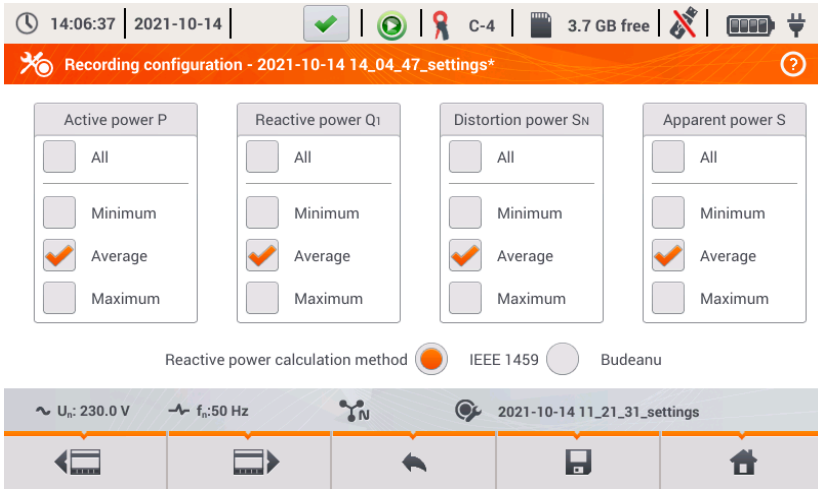 14:06:37 2021-10-14 C-4 3.7 GB free
Recording configuration - 2021-10-14 14_04_47_settings* ?
Active power P Reactive power Q1 Distortion power SN Apparent power S
All All All All
Minimum Minimum Minimum Minimum
Average Average Average Average
Maximum Maximum Maximum Maximum
Reactive power calculation method IEEE 1459 Budeanu
Un: 230.0 V fn:50 Hz N 2021-10-14 11_21_31_settings